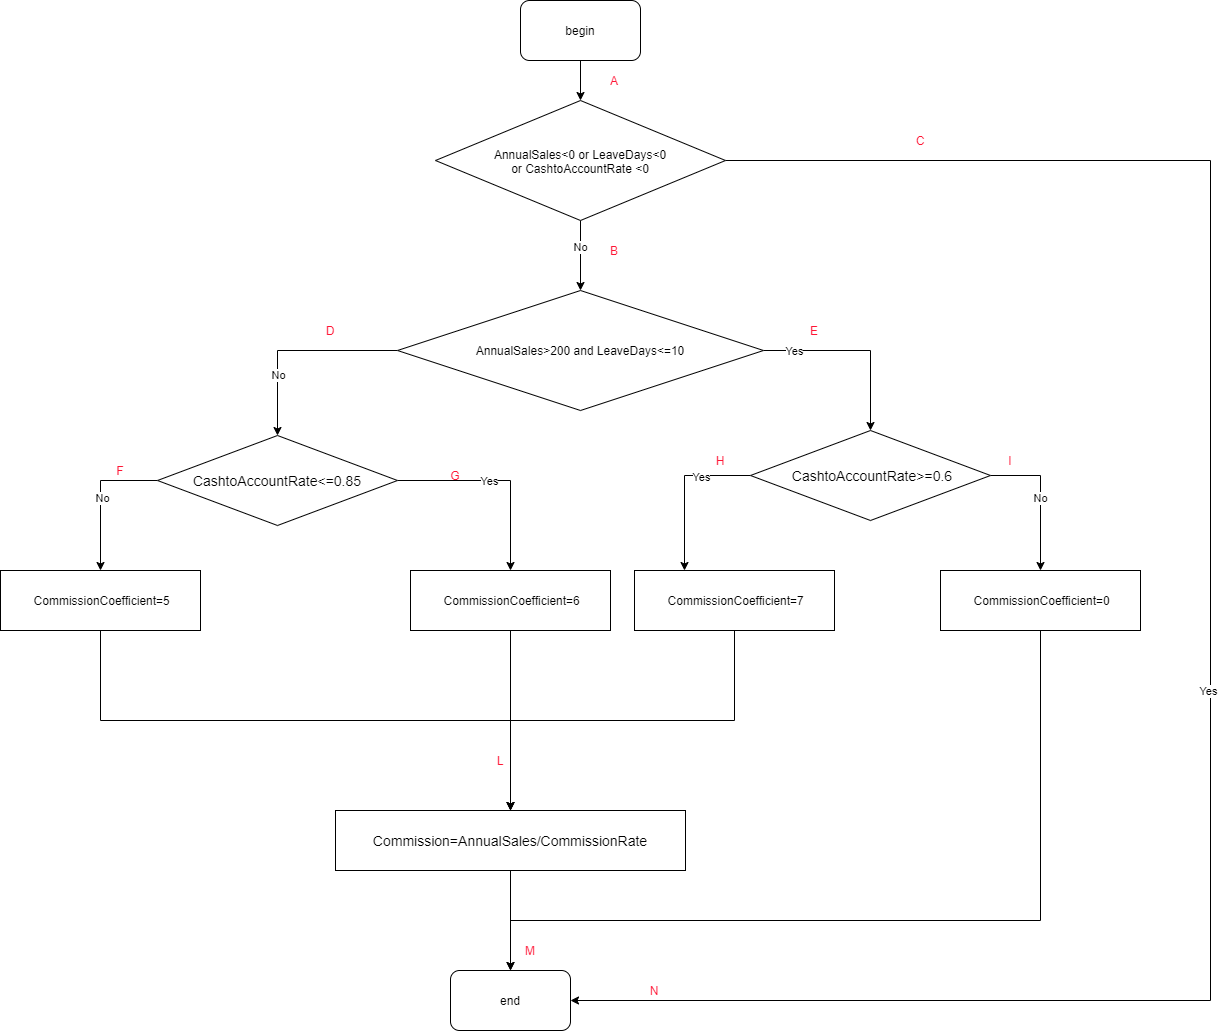 begin
A
AnnualSales<0 or LeaveDays<0
or CashtoAccountRate <0
C
No
B
AnnualSales>200 and LeaveDays<=10
D
E
No
Yes
CashtoAccountRate<=0.85
F
G
No
Yes
CashtoAccountRate>=0.6
H
I
Yes
No
CommissionCoefficient=5
CommissionCoefficient=6
CommissionCoefficient=7
CommissionCoefficient=0
Yes
L
Commission=AnnualSales/CommissionRate
M
N
end